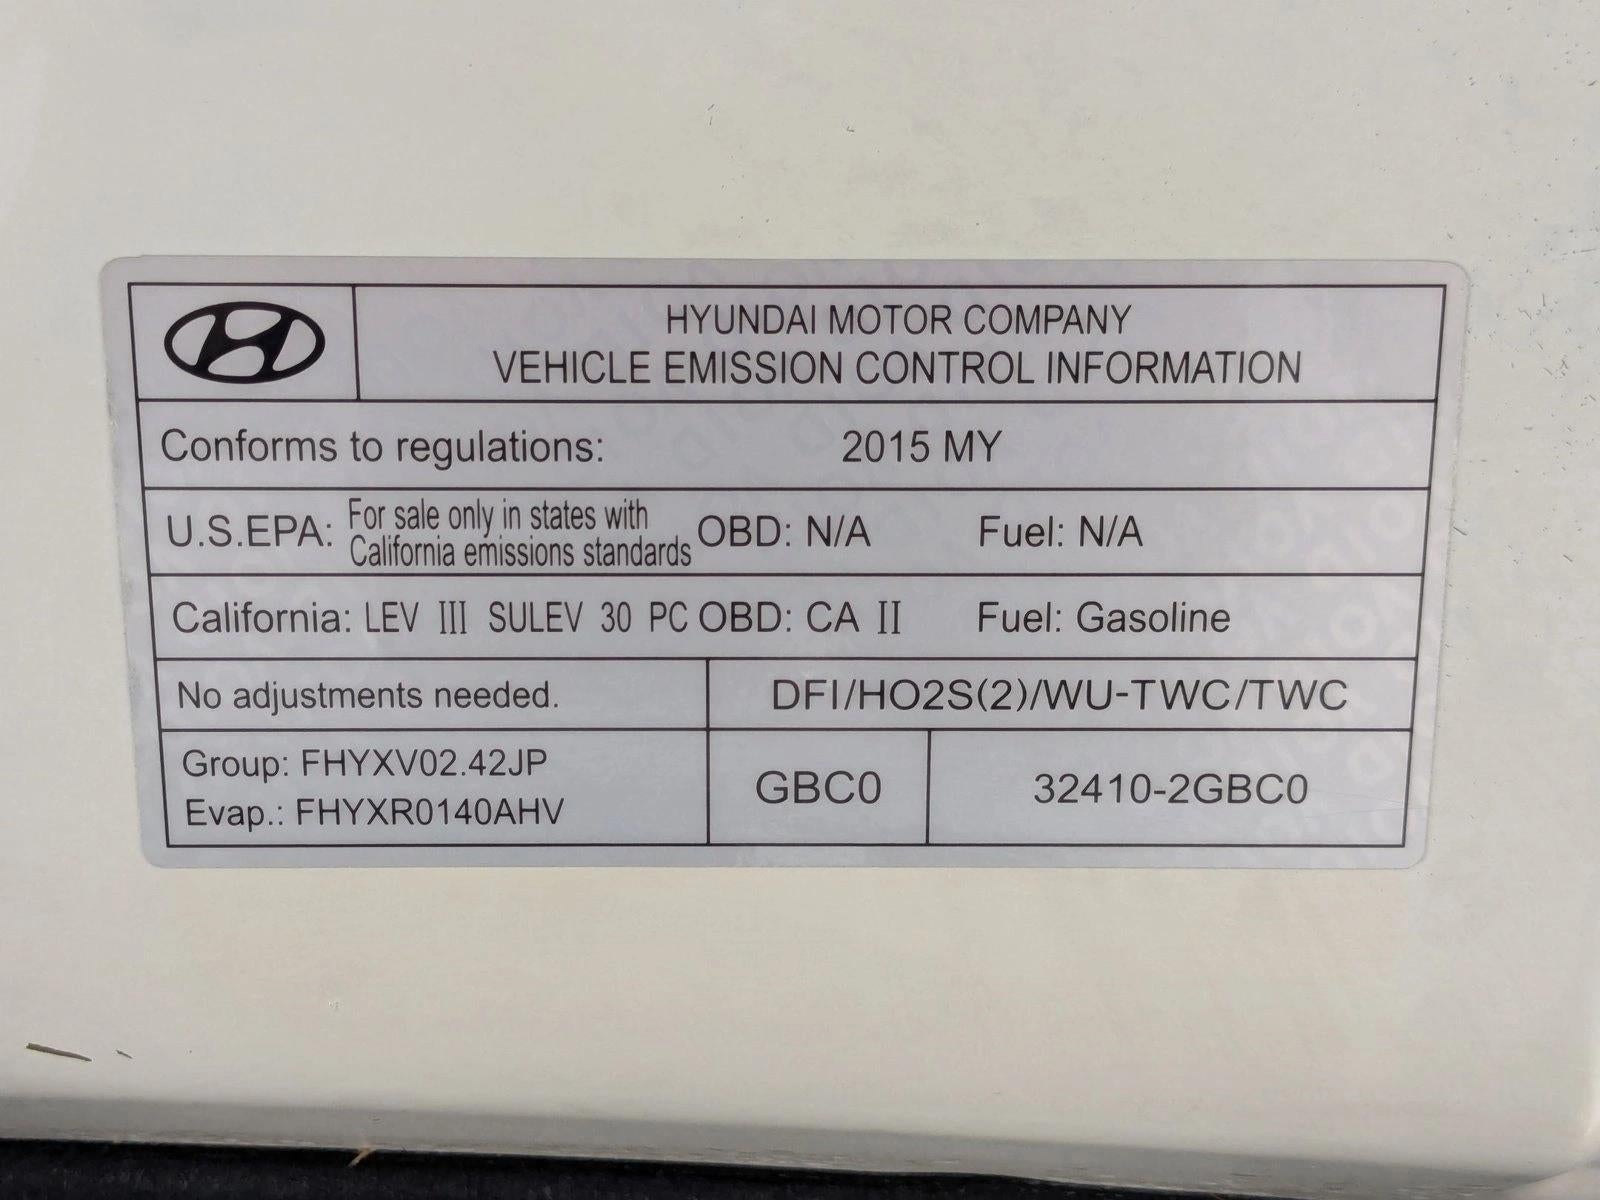 HYUNDAI MOTOR COMPANY
VEHICLE EMISSION CONTROL INFORMATION
Conforms to regulations: 2015 MY
U.S.EPA: For sale only in states with
California emissions standards OBD: N/A Fuel: N/A
California: LEV III SULEV 30 PC OBD: CA II Fuel: Gasoline
No adjustments needed. DFI/HO2S(2)/WU-TWC/TWC
Group: FHYXV02.42JP
Evap.: FHYXR0140AHV
GBC0 32410-2GBC0